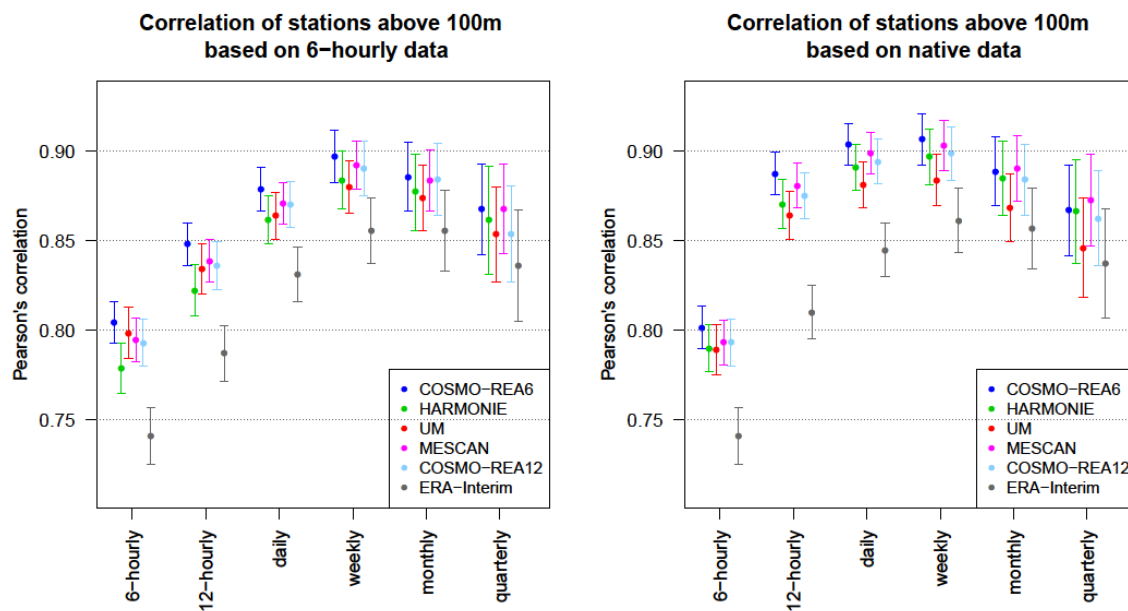 Correlation of stations above 100m
based on 6−hourly data
Pearson's correlation
0.90
0.85
0.80
0.75
COSMO−REA6
HARMONIE
UM
MESCAN
COSMO−REA12
ERA−Interim
6−hourly
12−hourly
daily
weekly
monthly
quarterly
Correlation of stations above 100m
based on native data
Pearson's correlation
0.90
0.85
0.80
0.75
COSMO−REA6
HARMONIE
UM
MESCAN
COSMO−REA12
ERA−Interim
6−hourly
12−hourly
daily
weekly
monthly
quarterly